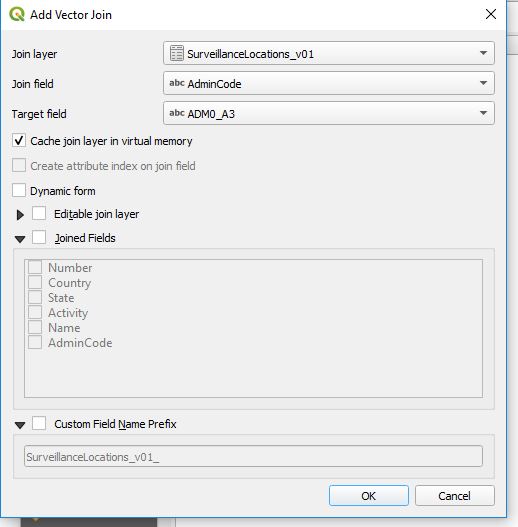 Add Vector Join
Join layer SurveillanceLocations_v01
Join field abc AdminCode
Target field abc ADM0_A3
Cache join layer in virtual memory
Create attribute index on join field
Dynamic form
Editable join layer
Joined Fields
Number
Country
State
Activity
Name
AdminCode
Custom Field Name Prefix
SurveillanceLocations_v01_
OK Cancel